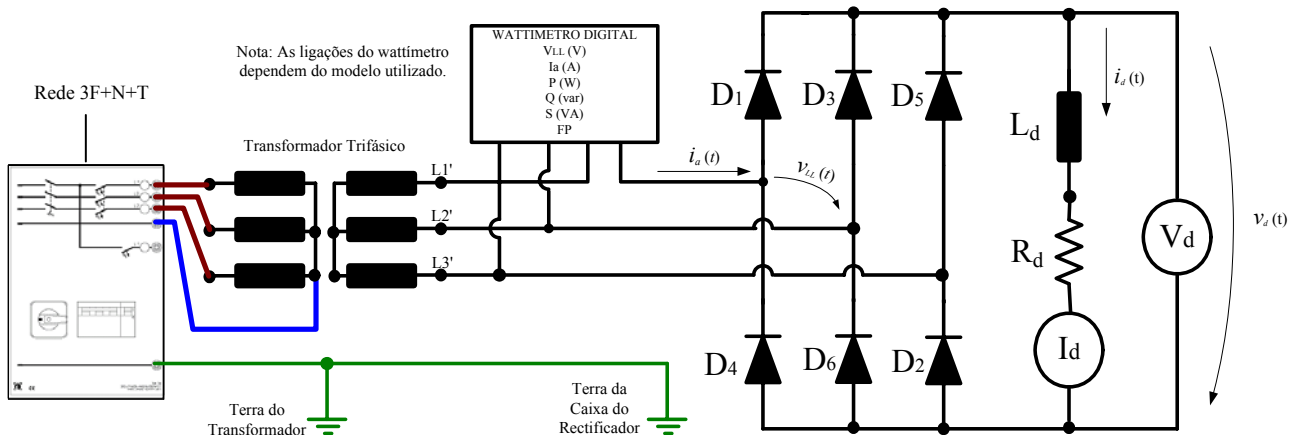 Nota: As ligações do wattímetro
dependem do modelo utilizado.
WATTIMETRO DIGITAL
VLL (V)
Ia (A)
P (W)
Q (var)
S (VA)
FP
Rede 3F+N+T
Transformador Trifásico
L1'
L2'
L3'
ia (t)
vLL (t)
D1
D3
D5
D4
D6
D2
id (t)
Ld
Rd
Id
Vd
vd (t)
Terra do
Transformador
Terra da
Caixa do
Rectificador